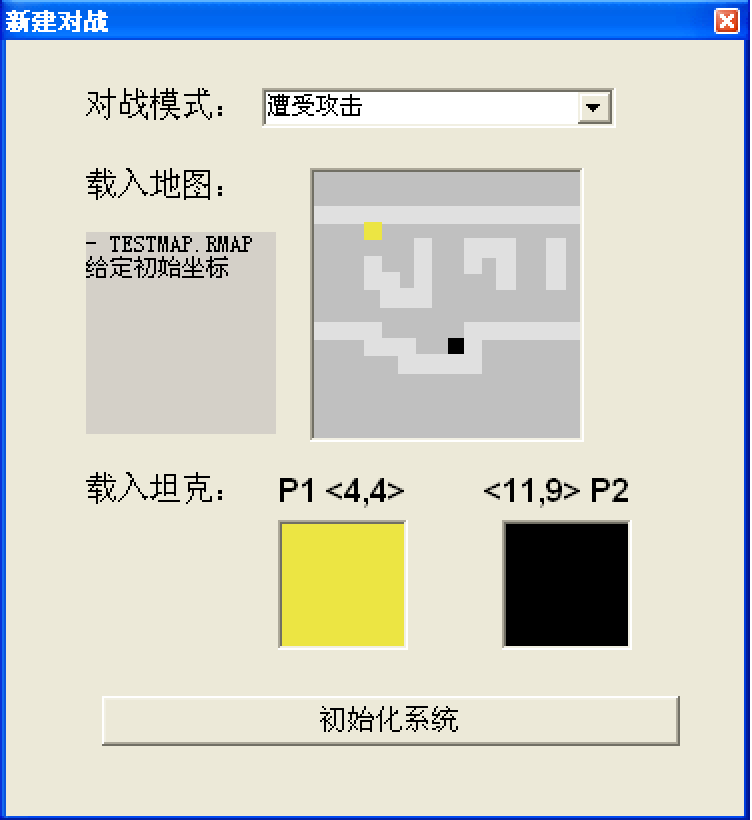 新建对战
对战模式：
遭受攻击
载入地图：
- TESTMAP.RMAP
给定初始坐标
载入坦克：
P1 <4,4>
<11,9> P2
初始化系统